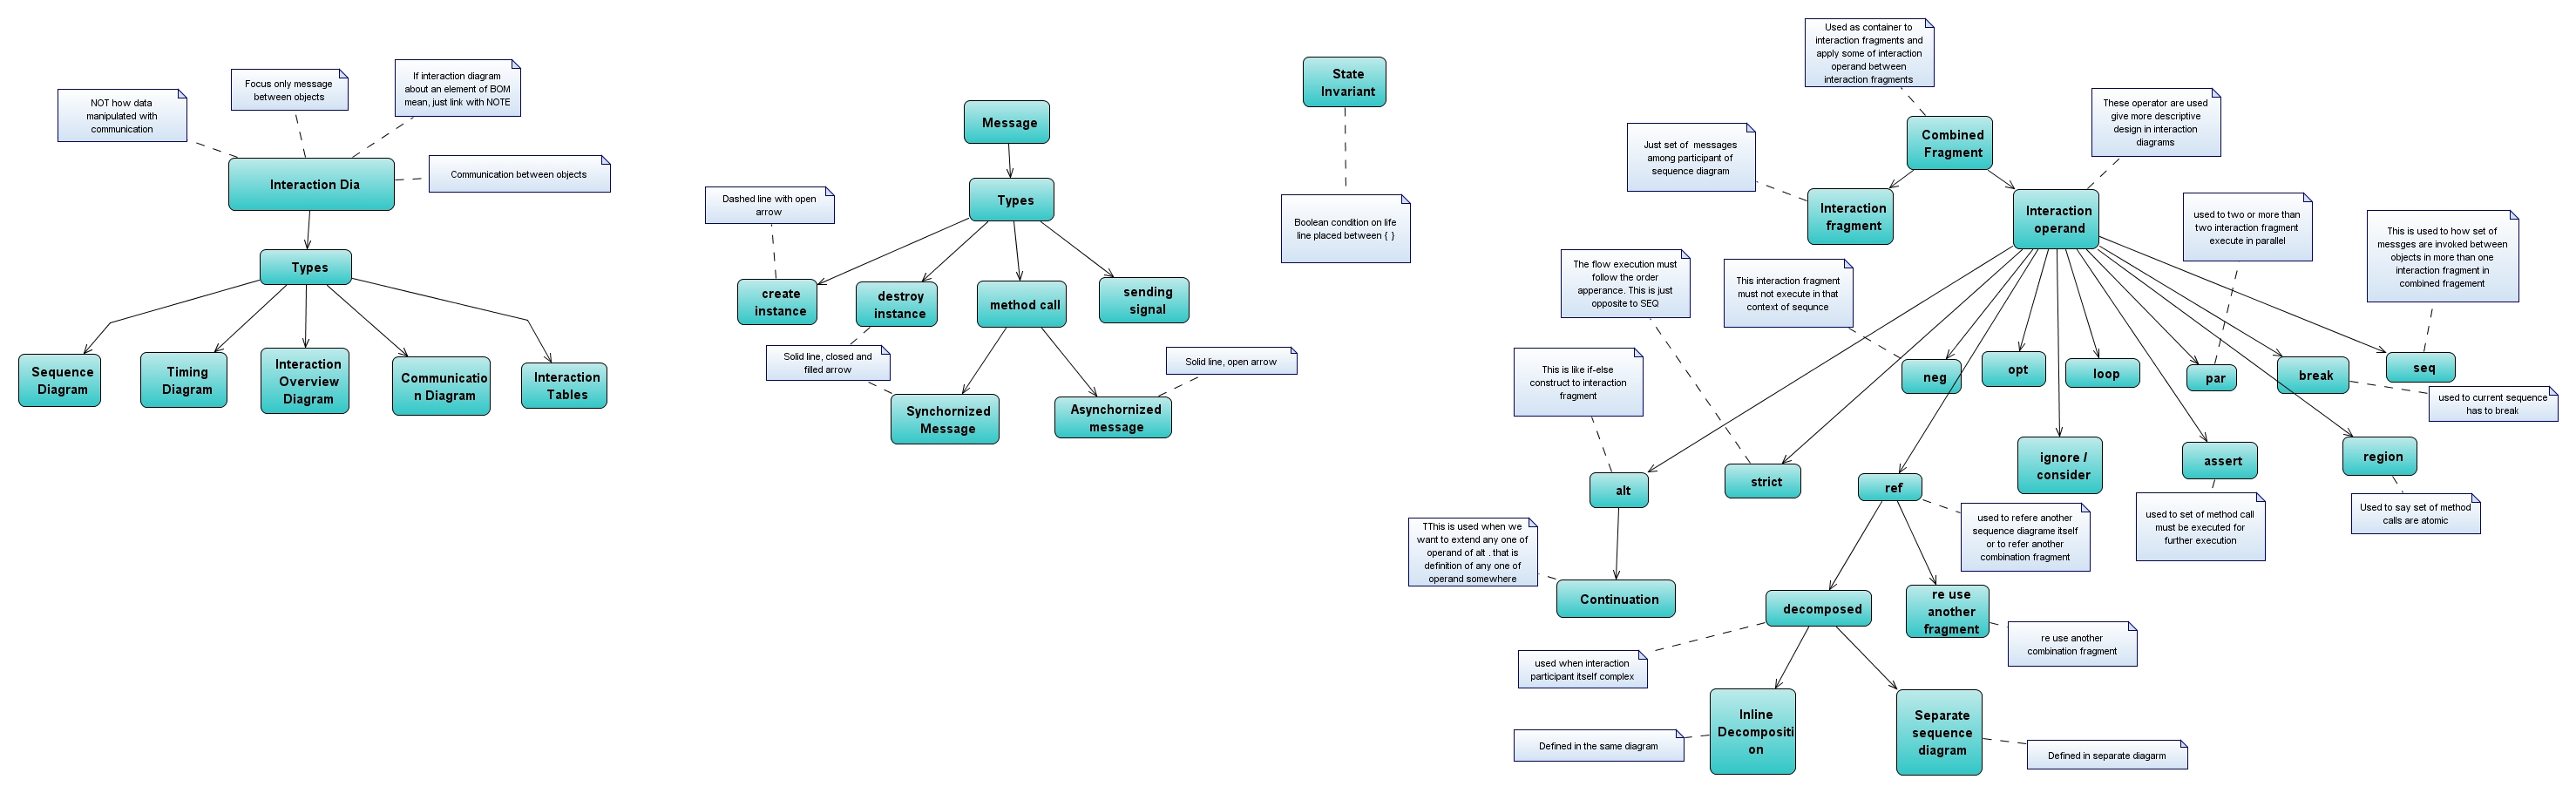 NOT how data
manipulated with
communication
Focus only message
between objects
If interaction diagram
about an element of BOM
mean, just link with NOTE
Interaction Dia
Communication between objects
Types
Sequence
Diagram
Timing
Diagram
Interaction
Overview
Diagram
Communicatio
n Diagram
Interaction
Tables
Message
Types
Dashed line with open
arrow
create
instance
destroy
instance
method call
sending
signal
Solid line, closed and
filled arrow
Solid line, open arrow
Synchornized
Message
Asynchornized
message
State
Invariant
Boolean condition on life
line placed between { }
Used as container to
interaction fragments and
apply some of interaction
operand between
interaction fragments
Combined
Fragment
These operator are used
give more descriptive
design in interaction
diagrams
Just set of  messages
among participant of
sequence diagram
Interaction
fragment
Interaction
operand
used to two or more than
two interaction fragment
execute in parallel
This is used to how set of
messges are invoked between
objects in more than one
interaction fragment in
combined fragement
The flow execution must
follow the order
apperance. This is just
opposite to SEQ
This interaction fragment
must not execute in that
context of sequnce
This is like if-else
construct to interaction
fragment
neg
opt
loop
par
break
seq
used to current sequence
has to break
alt
strict
ref
ignore /
consider
assert
region
TThis is used when we
want to extend any one of
operand of alt . that is
definition of any one of
operand somewhere
used to refere another
sequence diagrame itself
or to refer another
combination fragment
used to set of method call
must be executed for
further execution
Used to say set of method
calls are atomic
Continuation
decomposed
re use
another
fragment
re use another
combination fragment
used when interaction
participant itself complex
Inline
Decompositi
on
Separate
sequence
diagram
Defined in the same diagram
Defined in separate diagarm